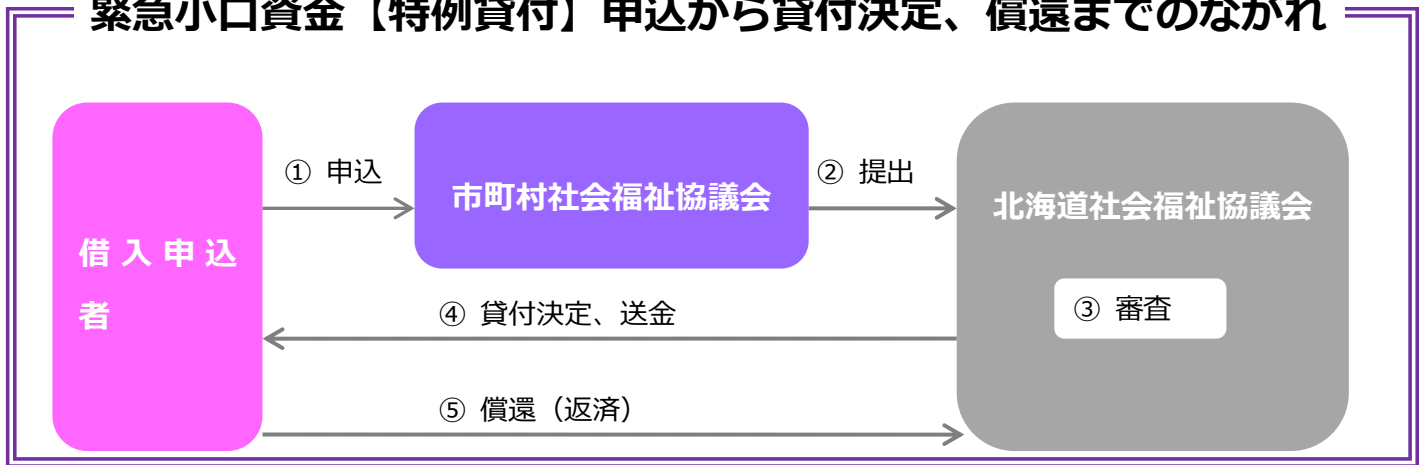 緊急小口資金【特例貸付】申込から貸付決定、償還までのながれ
① 申込
市町村社会福祉協議会
② 提出
北海道社会福祉協議会
借入申込
者
③ 審査
④ 貸付決定、送金
⑤ 償還（返済）